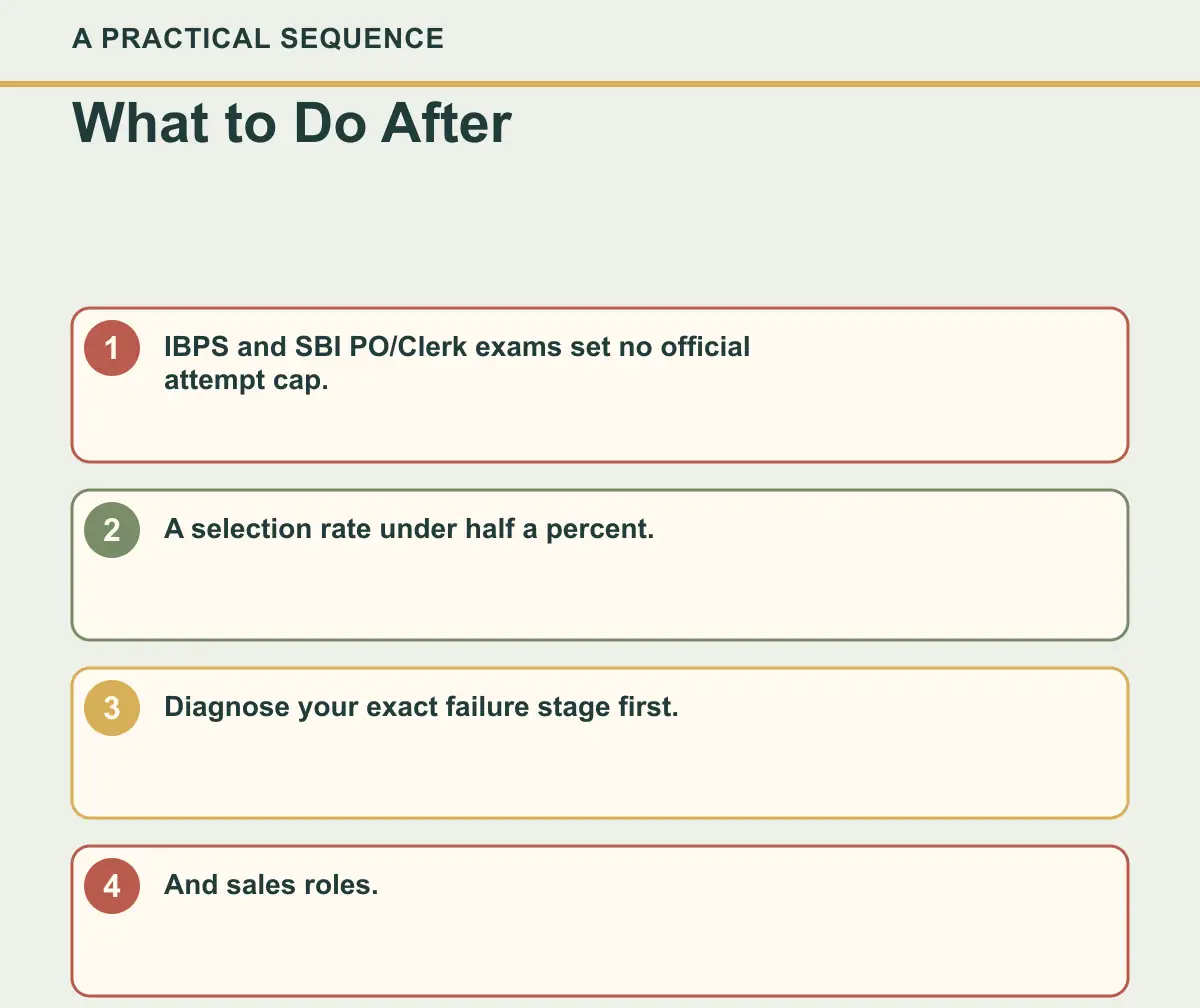 A PRACTICAL SEQUENCE
What to Do After
1
IBPS and SBI PO/Clerk exams set no official
attempt cap.
2
A selection rate under half a percent.
3
Diagnose your exact failure stage first.
4
And sales roles.